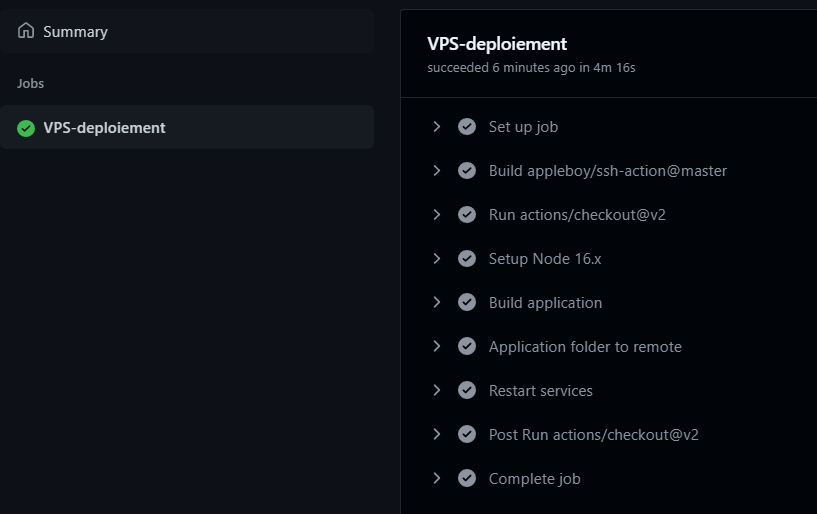 Summary
Jobs
VPS-deploiement
VPS-deploiement
succeeded 6 minutes ago in 4m 16s
Set up job
Build appleboy/ssh-action@master
Run actions/checkout@v2
Setup Node 16.x
Build application
Application folder to remote
Restart services
Post Run actions/checkout@v2
Complete job